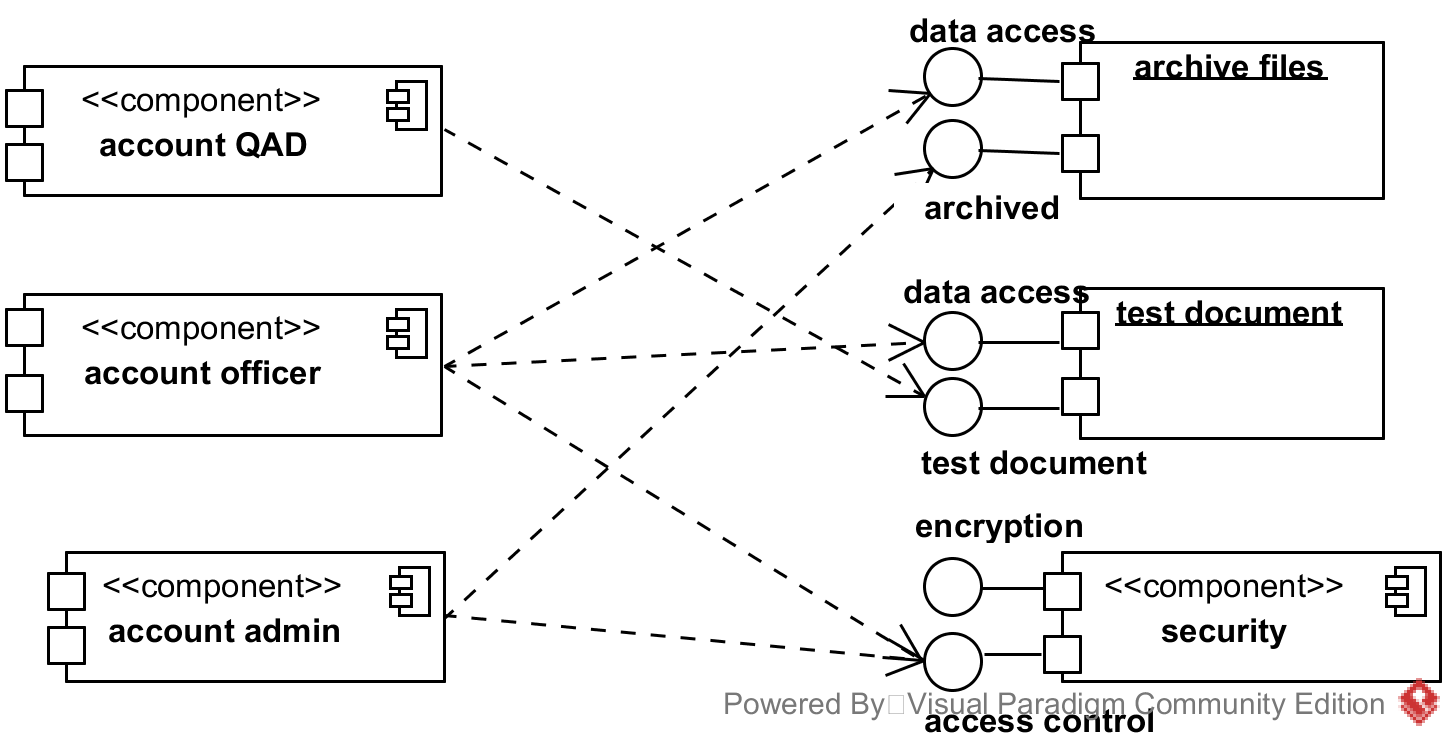 data access
archive files
<<component>>
account QAD
archived
data access
test document
<<component>>
account officer
test document
encryption
<<component>>
account admin
<<component>>
security
Powered By Visual Paradigm Community Edition
access control